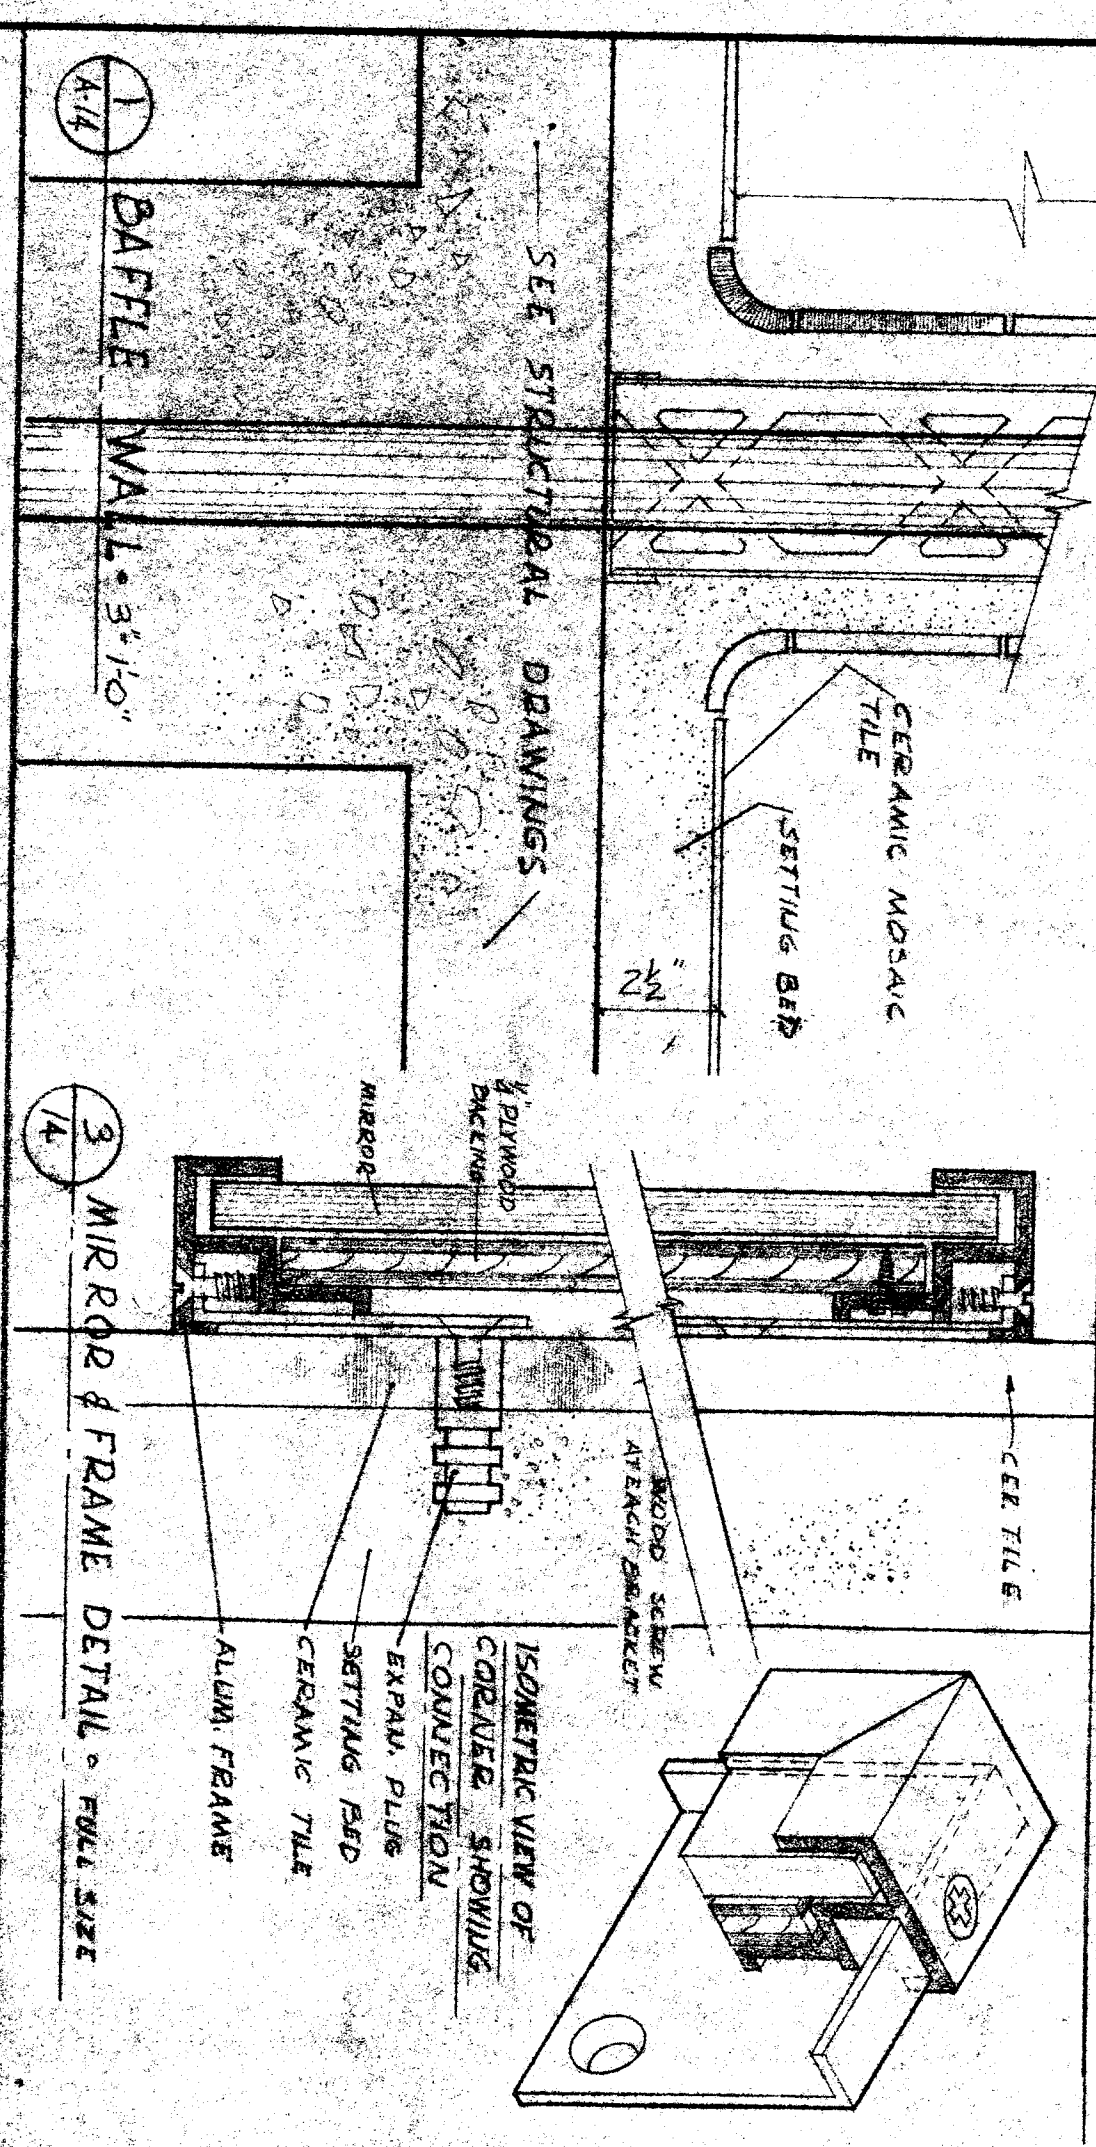 CERAMIC MOSAIC
TILE
SETTING BED
2½"
SEE STRUCTURAL DRAWINGS
1
A-14
BAFFLE WALL • 3" 1'-0"
CER. TILE
WOOD SCREW
AT EACH BRACKET
¼" PLYWOOD
BACKING
MIRROR
ISOMETRIC VIEW OF
CORNER SHOWING
CONNECTION
EXPAN. PLUG
SETTING BED
CERAMIC TILE
ALUM. FRAME
3
14
MIRROR & FRAME DETAIL • FULL SIZE